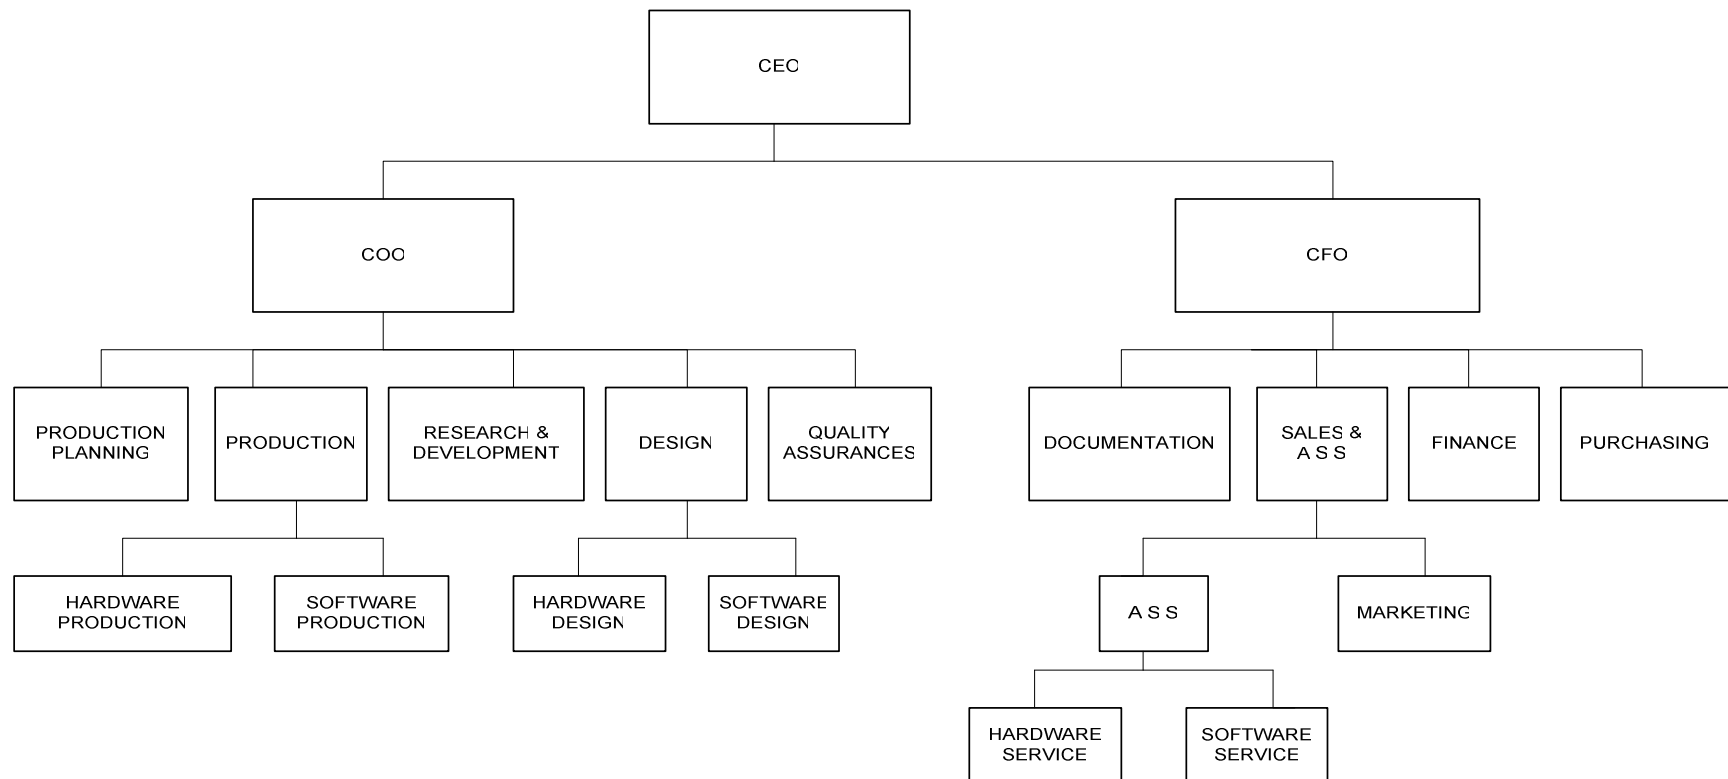 CEO
COO
CFO
PRODUCTION
PLANNING
PRODUCTION
RESEARCH &
DEVELOPMENT
DESIGN
QUALITY
ASSURANCES
DOCUMENTATION
SALES &
A S S
FINANCE
PURCHASING
HARDWARE
PRODUCTION
SOFTWARE
PRODUCTION
HARDWARE
DESIGN
SOFTWARE
DESIGN
A S S
MARKETING
HARDWARE
SERVICE
SOFTWARE
SERVICE